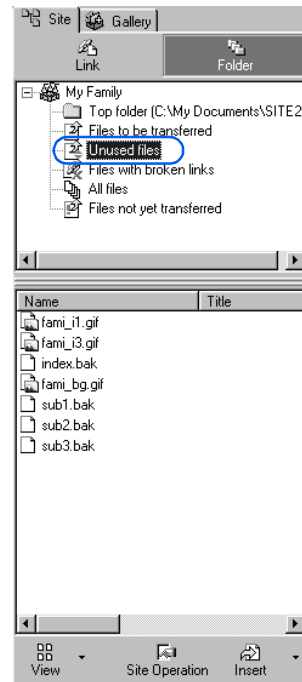 Site Gallery
Link Folder
My Family
Top folder (C:\My Documents\SITE2
Files to be transferred
Unused files
Files with broken links
All files
Files not yet transferred
Name Title
fami_i1.gif
fami_i3.gif
index.bak
fami_bg.gif
sub1.bak
sub2.bak
sub3.bak
View Site Operation Insert